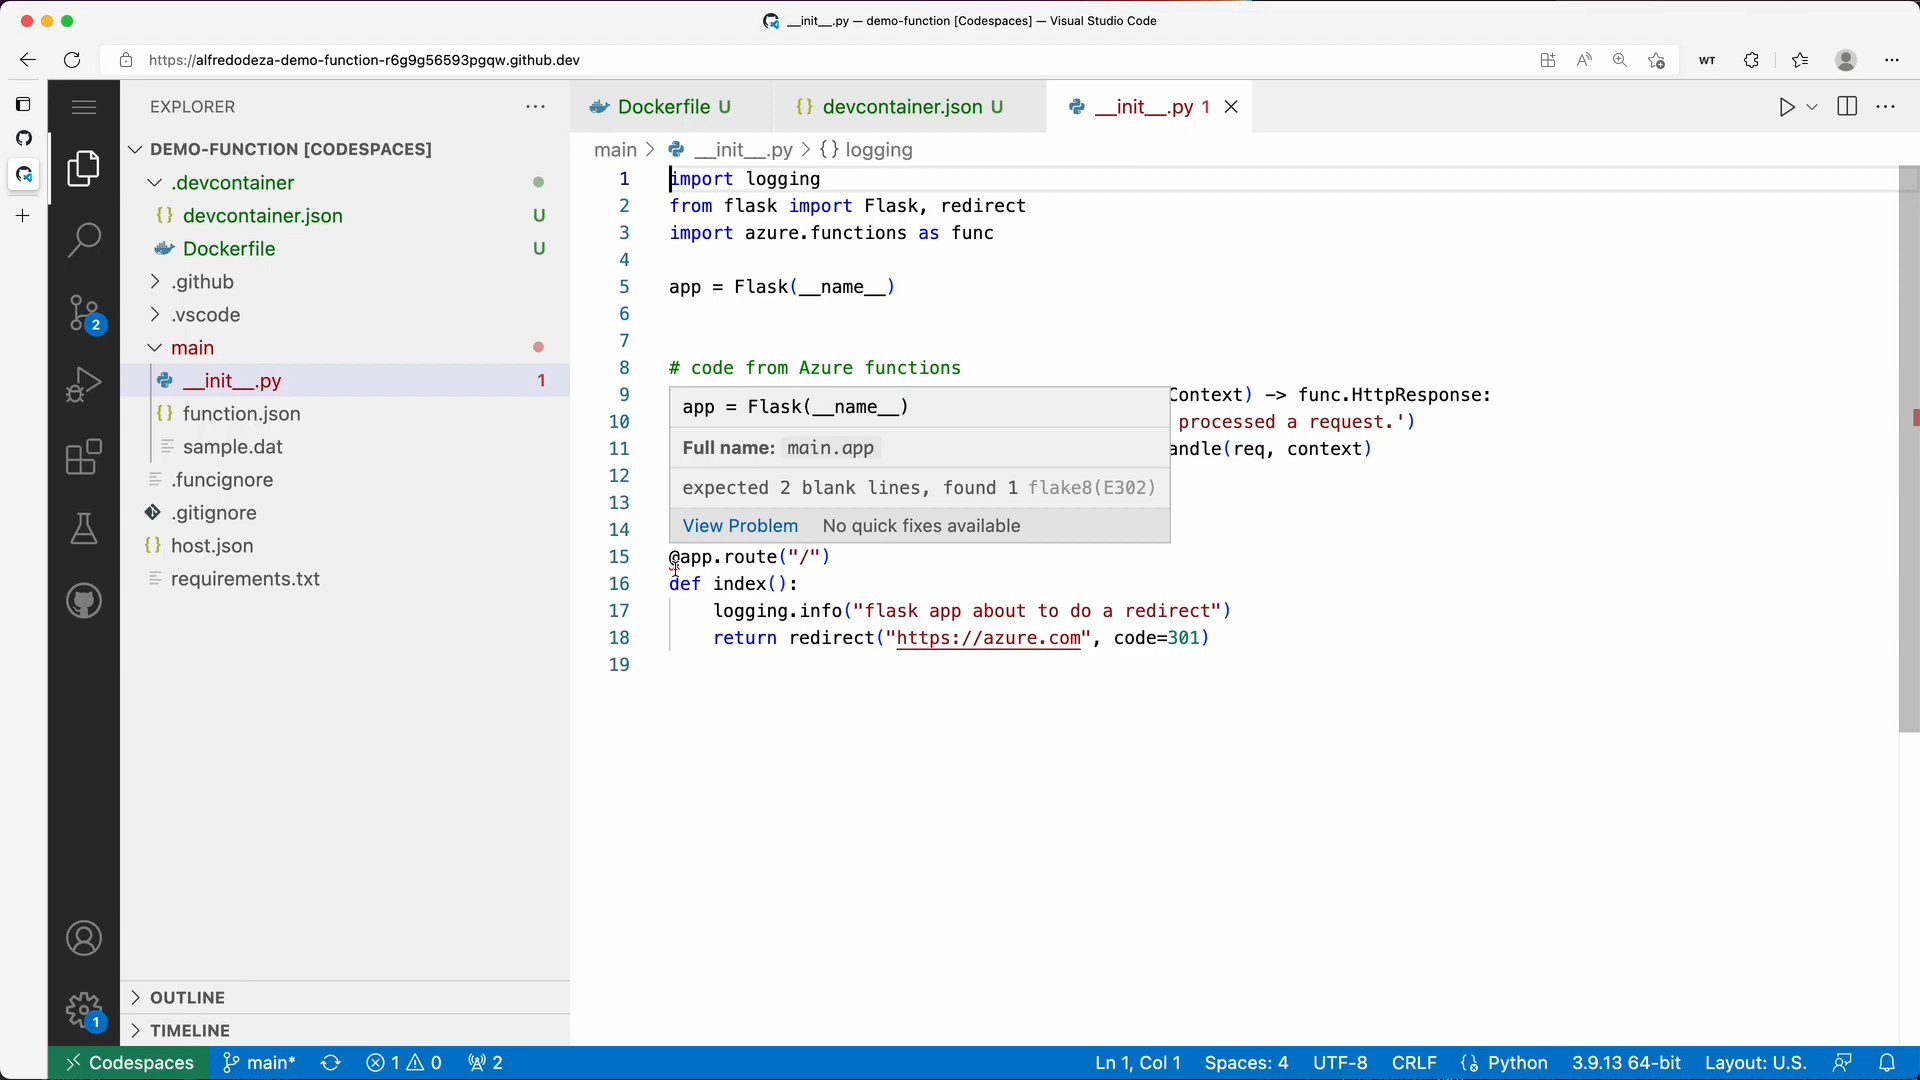 __init__.py — demo-function [Codespaces] — Visual Studio Code
https://alfredodeza-demo-function-r6g9g56593pgqw.github.dev
WT
EXPLORER
DEMO-FUNCTION [CODESPACES]
.devcontainer
devcontainer.json U
Dockerfile U
.github
.vscode
main
__init__.py 1
function.json
sample.dat
.funcignore
.gitignore
host.json
requirements.txt
OUTLINE
TIMELINE
2
1
Dockerfile U
devcontainer.json U
__init__.py 1
main > __init__.py > {} logging
1 import logging
2 from flask import Flask, redirect
3 import azure.functions as func
4
5 app = Flask(__name__)
6
7
8 # code from Azure functions
9 Context) -> func.HttpResponse:
10 processed a request.')
11 andle(req, context)
12
13
14
app = Flask(__name__)
Full name: main.app
expected 2 blank lines, found 1 flake8(E302)
View Problem No quick fixes available
15 @app.route("/")
16 def index():
17 logging.info("flask app about to do a redirect")
18 return redirect("https://azure.com", code=301)
19
Codespaces main* 1 0 2
Ln 1, Col 1 Spaces: 4 UTF-8 CRLF Python 3.9.13 64-bit Layout: U.S.